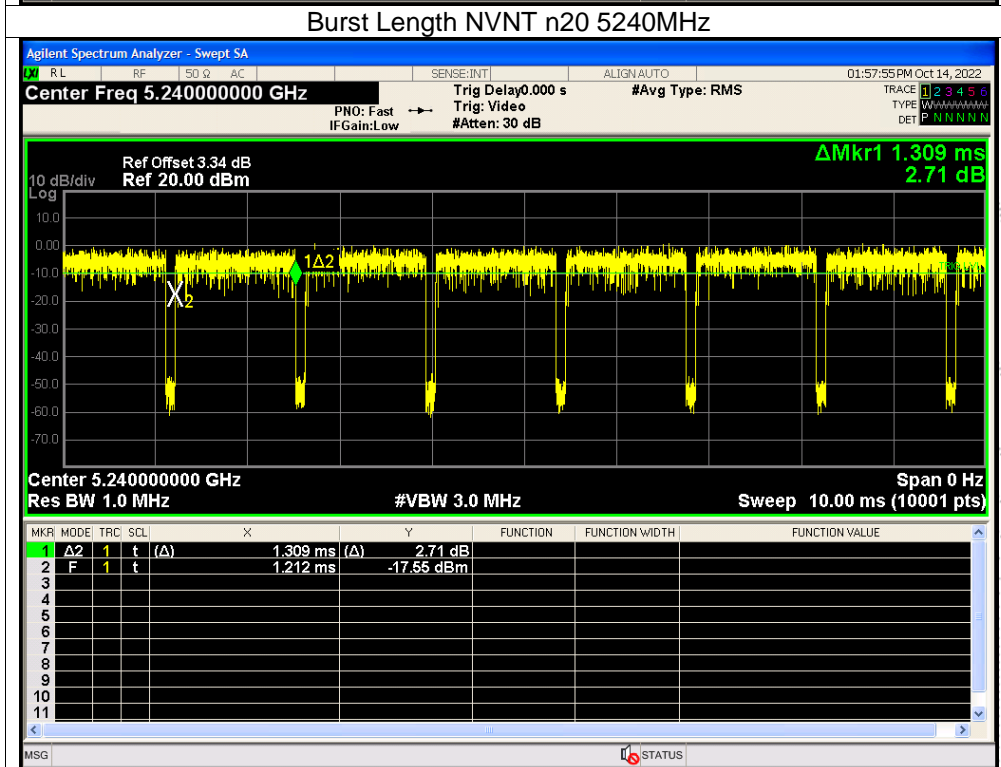 Burst Length NVNT n20 5240MHz
Agilent Spectrum Analyzer - Swept SA
LXI RL RF 50 Ω AC SENSE:INT ALIGN AUTO 01:57:55 PM Oct 14, 2022
Center Freq 5.240000000 GHz Trig Delay0.000 s #Avg Type: RMS TRACE 1 2 3 4 5 6
PNO: Fast Trig: Video TYPE
IFGain:Low #Atten: 30 dB DET P N N N N N
ΔMkr1 1.309 ms
Ref Offset 3.34 dB
10 dB/div Ref 20.00 dBm 2.71 dB
Log
10.0
0.00
1Δ2
-10.0
X2
-20.0
-30.0
-40.0
-50.0
-60.0
-70.0
Center 5.240000000 GHz Span 0 Hz
Res BW 1.0 MHz #VBW 3.0 MHz Sweep 10.00 ms (10001 pts)
MKR MODE TRC SCL X Y FUNCTION FUNCTION WIDTH FUNCTION VALUE
1 Δ2 1 t (Δ) 1.309 ms (Δ) 2.71 dB
2 F 1 t 1.212 ms -17.55 dBm
3
4
5
6
7
8
9
10
11
MSG STATUS